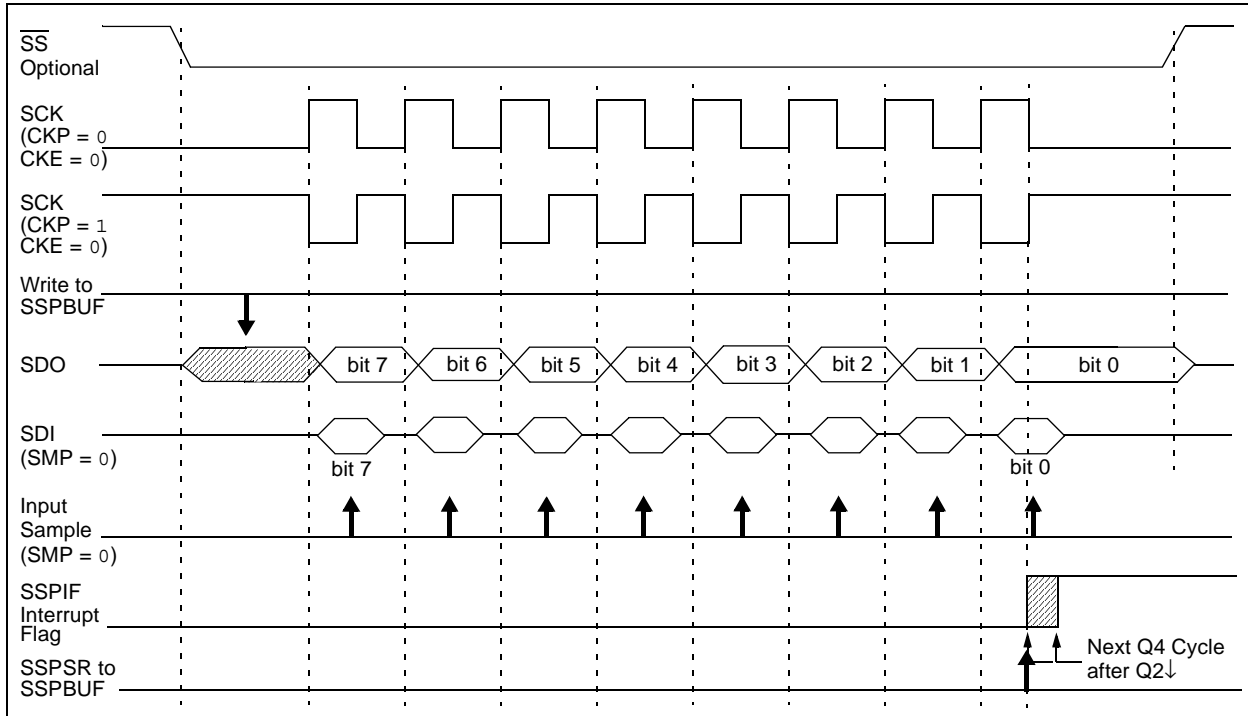 SS
Optional
SCK
(CKP = 0
CKE = 0)
SCK
(CKP = 1
CKE = 0)
Write to
SSPBUF
SDO
bit 7
bit 6
bit 5
bit 4
bit 3
bit 2
bit 1
bit 0
SDI
(SMP = 0)
bit 7
bit 0
Input
Sample
(SMP = 0)
SSPIF
Interrupt
Flag
Next Q4 Cycle
after Q2↓
SSPSR to
SSPBUF